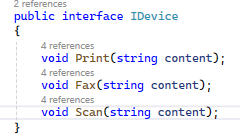 2 references
public interface IDevice
{
4 references
void Print(string content);
4 references
void Fax(string content);
4 references
void Scan(string content);
}